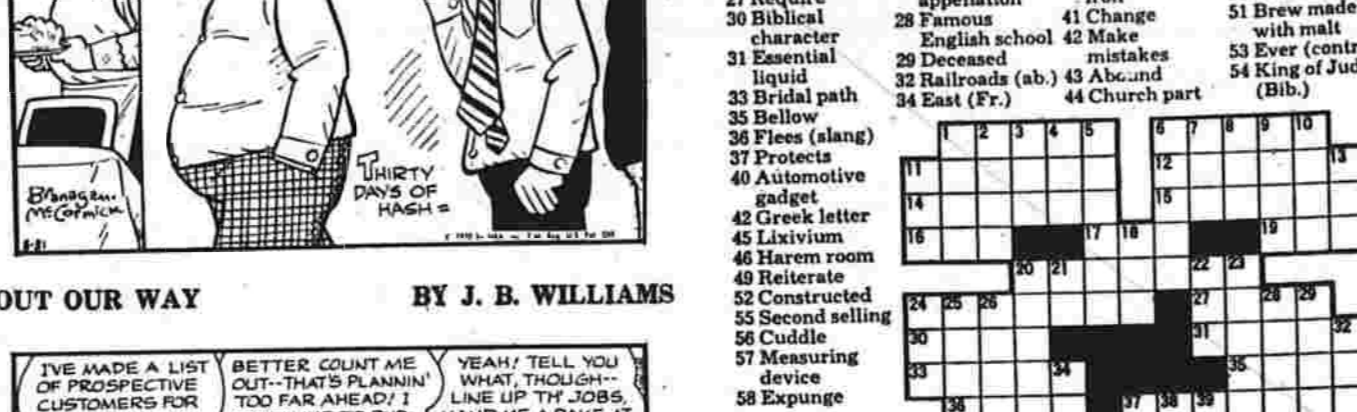 THIRTY
DAYS OF
HASH =
Branagan
McCormick
8-21
OUT OUR WAY
BY J. B. WILLIAMS
I'VE MADE A LIST
OF PROSPECTIVE
CUSTOMERS FOR
BETTER COUNT ME
OUT--THAT'S PLANNIN'
TOO FAR AHEAD! I
YEAH! TELL YOU
WHAT, THOUGH--
LINE UP TH' JOBS,
27 Require
30 Biblical
character
31 Essential
liquid
33 Bridal path
35 Bellow
36 Flees (slang)
37 Protects
40 Automotive
gadget
42 Greek letter
45 Lixivium
46 Harem room
49 Reiterate
52 Constructed
55 Second selling
56 Cuddle
57 Measuring
device
58 Expunge
appellation
28 Famous
English school
29 Deceased
32 Railroads (ab.)
34 East (Fr.)
41 Change
42 Make
mistakes
43 Abound
44 Church part
51 Brew made
with malt
53 Ever (contr
54 King of Jud
(Bib.)
1 2 3 4 5 6 7 8 9 10
11 12 13
14 15
16 17 18 19
20 21 22 23
24 25 26 27 28 29
30 31 32
33 34 35
36 37 38 39